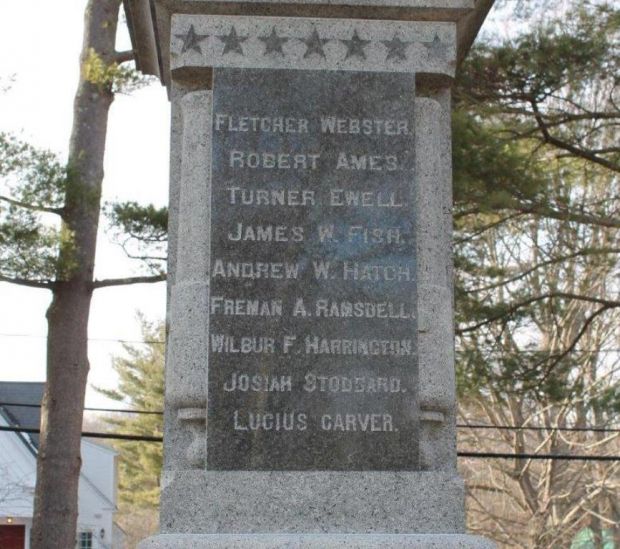 FLETCHER WEBSTER.
ROBERT AMES.
TURNER EWELL.
JAMES W. FISH.
ANDREW W. HATCH.
FREMAN A. RAMSDELL.
WILBUR F. HARRINGTON.
JOSIAH STODDARD.
LUCIUS CARVER.